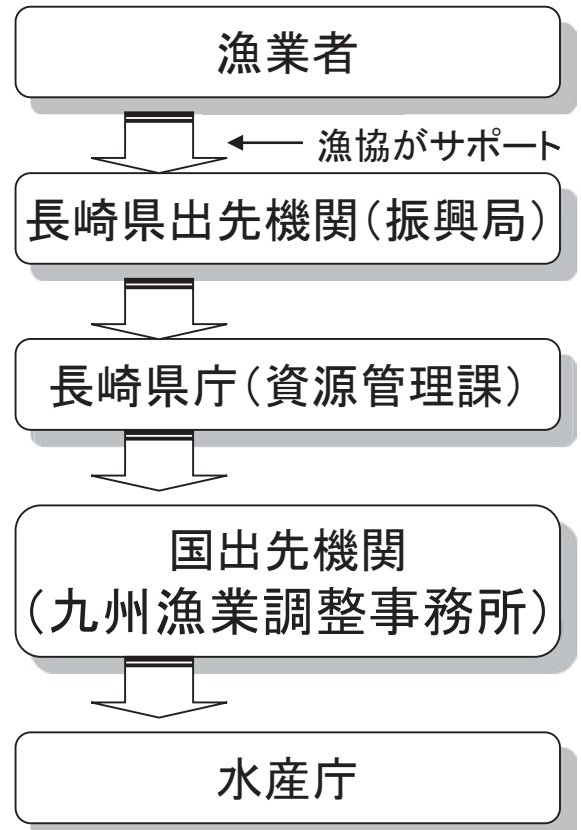 漁業者
漁協がサポート
長崎県出先機関(振興局)
長崎県庁(資源管理課)
国出先機関
(九州漁業調整事務所)
水産庁